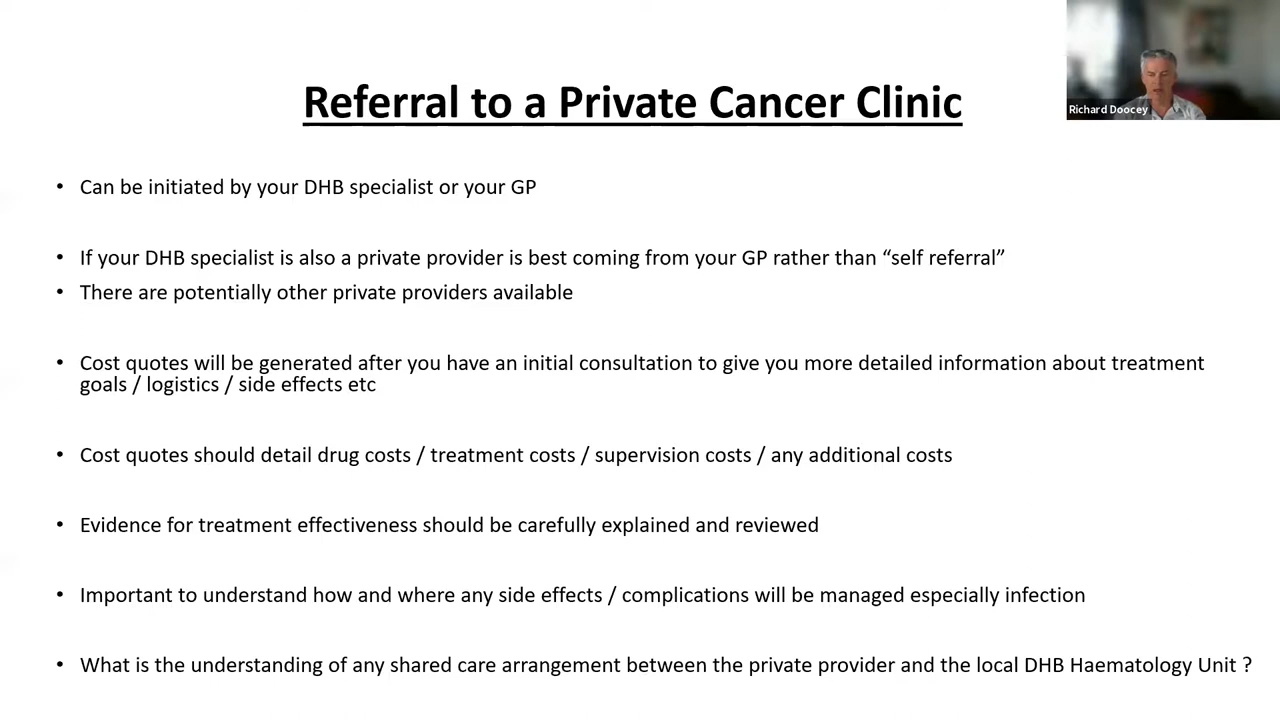 Referral to a Private Cancer Clinic
Richard Doocey
• Can be initiated by your DHB specialist or your GP
• If your DHB specialist is also a private provider is best coming from your GP rather than “self referral”
• There are potentially other private providers available
• Cost quotes will be generated after you have an initial consultation to give you more detailed information about treatment
goals / logistics / side effects etc
• Cost quotes should detail drug costs / treatment costs / supervision costs / any additional costs
• Evidence for treatment effectiveness should be carefully explained and reviewed
• Important to understand how and where any side effects / complications will be managed especially infection
• What is the understanding of any shared care arrangement between the private provider and the local DHB Haematology Unit ?